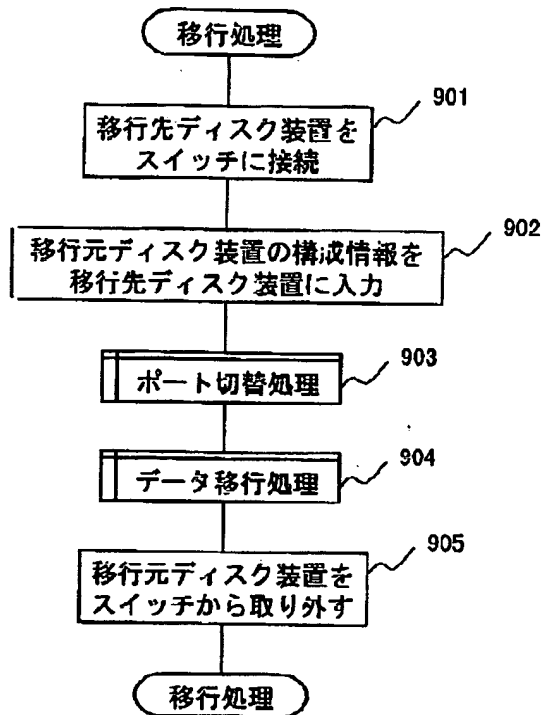 移行処理
901
移行先ディスク装置を
スイッチに接続
902
移行元ディスク装置の構成情報を
移行先ディスク装置に入力
903
ポート切替処理
904
データ移行処理
905
移行元ディスク装置を
スイッチから取り外す
移行処理